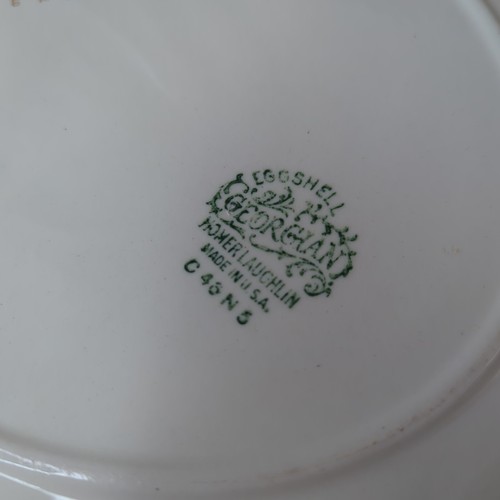 EGGSHELL
GEORGIAN
HOMER LAUGHLIN
MADE IN U.S.A.
C 46 N 5